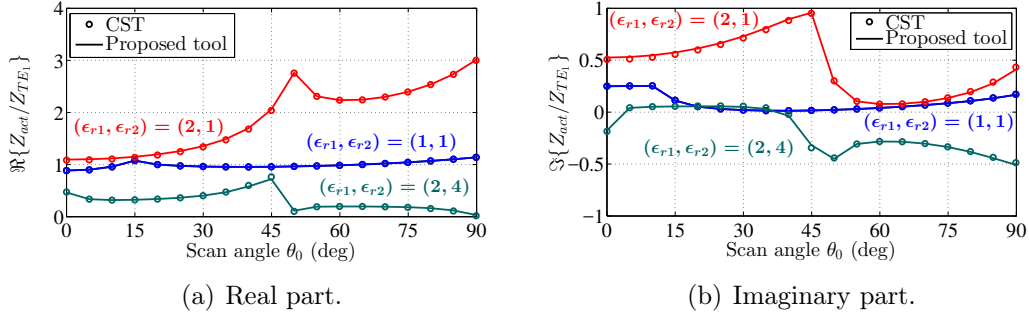 4
3
2
1
0
ℜ{Z_act/Z_TE1}
CST
Proposed tool
(ϵr1, ϵr2) = (2, 1)
(ϵr1, ϵr2) = (1, 1)
(ϵr1, ϵr2) = (2, 4)
0 15 30 45 60 75 90
Scan angle θ0 (deg)
(a) Real part.
1
0.5
0
−0.5
−1
ℑ{Z_act/Z_TE1}
CST
Proposed tool
(ϵr1, ϵr2) = (2, 1)
(ϵr1, ϵr2) = (1, 1)
(ϵr1, ϵr2) = (2, 4)
0 15 30 45 60 75 90
Scan angle θ0 (deg)
(b) Imaginary part.